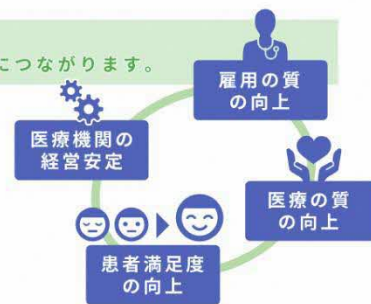 につながります。
雇用の質
の向上
医療機関の
経営安定
医療の質
の向上
患者満足度
の向上